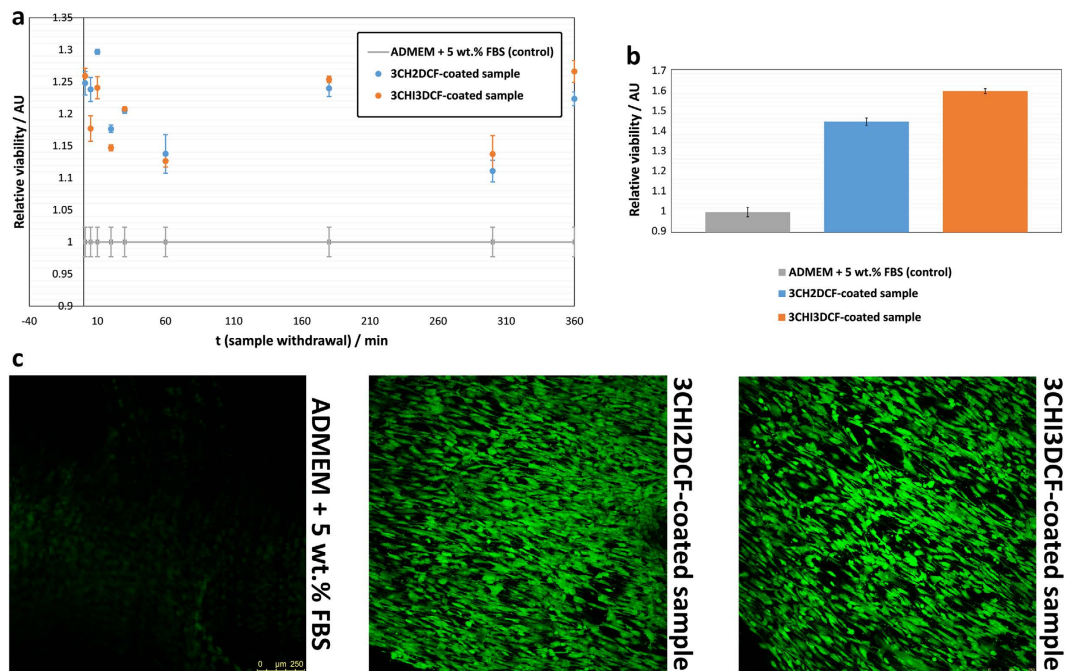 a
1.35
1.3
1.25
1.2
1.15
1.1
1.05
1
0.95
0.9
Relative viability / AU
ADMEM + 5 wt.% FBS (control)
3CH2DCF-coated sample
3CHI3DCF-coated sample
-40 10 60 110 160 210 260 310 360
t (sample withdrawal) / min
b
1.7
1.6
1.5
1.4
1.3
1.2
1.1
1
0.9
Relative viability / AU
ADMEM + 5 wt.% FBS (control)
3CH2DCF-coated sample
3CHI3DCF-coated sample
c
ADMEM + 5 wt.% FBS
0 µm 250
3CHI2DCF-coated sample
3CHI3DCF-coated sample